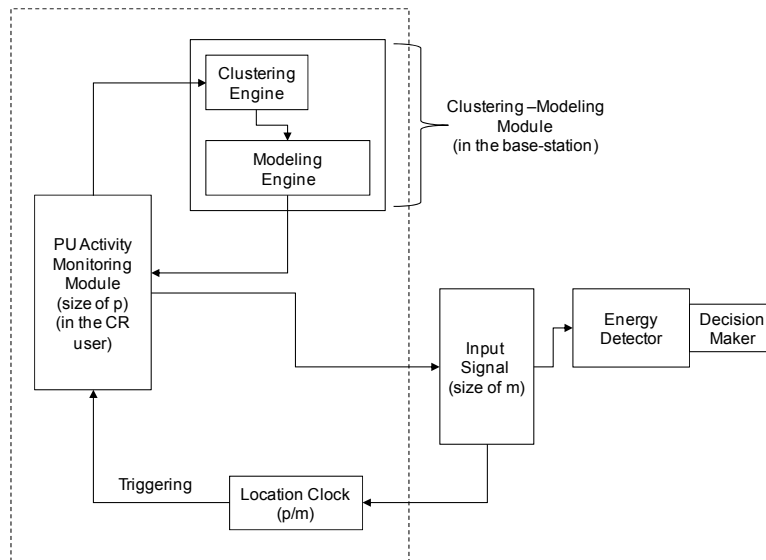 Clustering
Engine
Modeling
Engine
Clustering –Modeling
Module
(in the base-station)
PU Activity
Monitoring
Module
(size of p)
(in the CR
user)
Input
Signal
(size of m)
Energy
Detector
Decision
Maker
Triggering
Location Clock
(p/m)